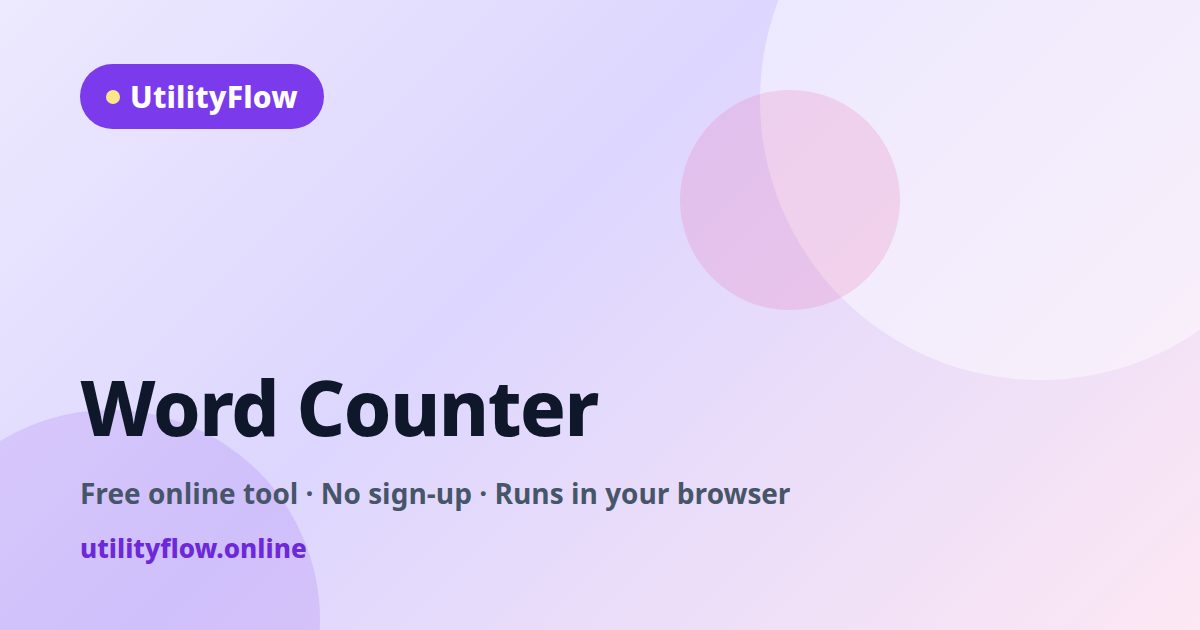 UtilityFlow
Word Counter
Free online tool · No sign-up · Runs in your browser
utilityflow.online